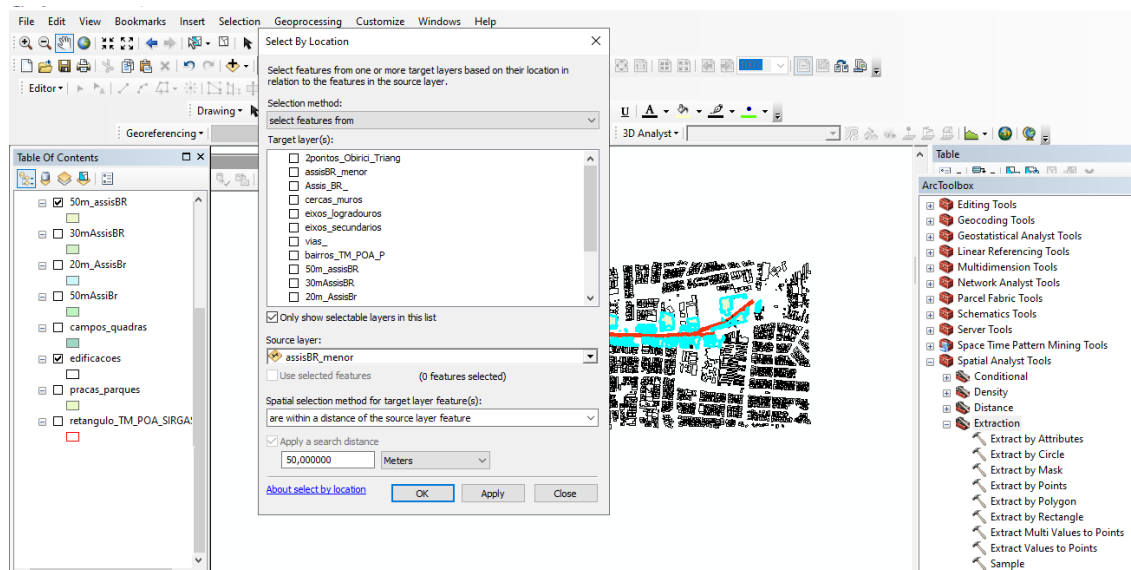 File Edit View Bookmarks Insert Selection Geoprocessing Customize Windows Help
Select By Location
Select features from one or more target layers based on their location in
relation to the features in the source layer.
Selection method:
select features from
Target layer(s):
2pontos_Obirici_Triang
assisBR_menor
Assis_BR_
cercas_muros
eixos_logradouros
eixos_secundarios
vias_
bairros_TM_POA_P
50m_assisBR
30mAssisBR
20m_AssisBr
Only show selectable layers in this list
Source layer:
assisBR_menor
Use selected features (0 features selected)
Spatial selection method for target layer feature(s):
are within a distance of the source layer feature
Apply a search distance
50,000000 Meters
About select by location OK Apply Close
Editor
Drawing
Georeferencing
U A
3D Analyst
Table Of Contents
50m_assisBR
30mAssisBR
20m_AssisBr
50mAssiBr
campos_quadras
edificacoes
pracas_parques
retangulo_TM_POA_SIRGA
Table
ArcToolbox
Editing Tools
Geocoding Tools
Geostatistical Analyst Tools
Linear Referencing Tools
Multidimension Tools
Network Analyst Tools
Parcel Fabric Tools
Schematics Tools
Server Tools
Space Time Pattern Mining Tools
Spatial Analyst Tools
Conditional
Density
Distance
Extraction
Extract by Attributes
Extract by Circle
Extract by Mask
Extract by Points
Extract by Polygon
Extract by Rectangle
Extract Multi Values to Points
Extract Values to Points
Sample